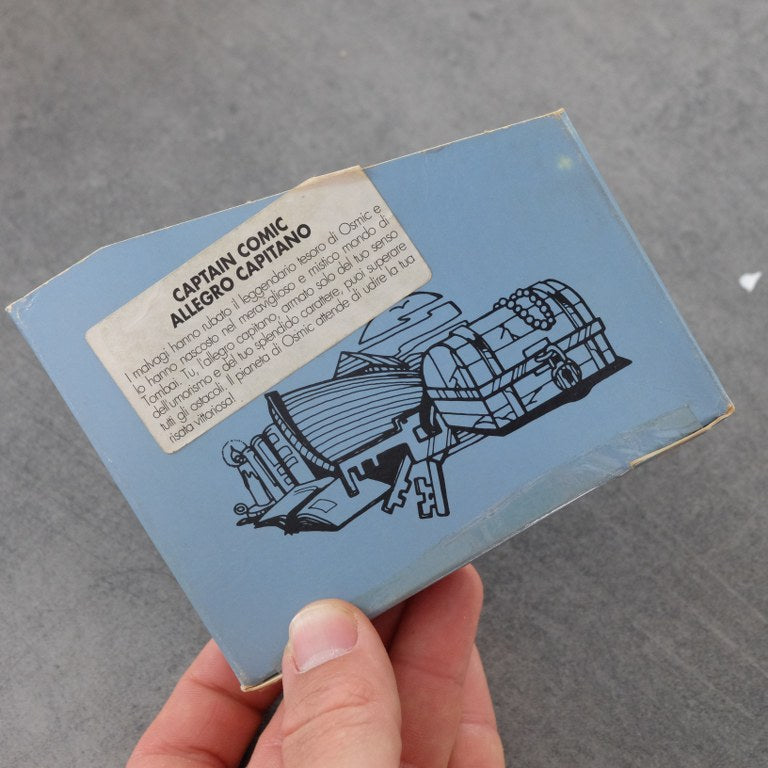 CAPTAIN COMIC
ALLEGRO CAPITANO
I malvagi hanno rubato il leggendario tesoro di Osmic e
lo hanno nascosto nel meraviglioso e mistico mondo di
Tambai. Tu, l'allegro capitano, armato solo del tuo senso
dell'umorismo e del tuo splendido carattere, puoi superare
tutti gli ostacoli. Il pianeta di Osmic attende di udire la tua
risata vittoriosa!